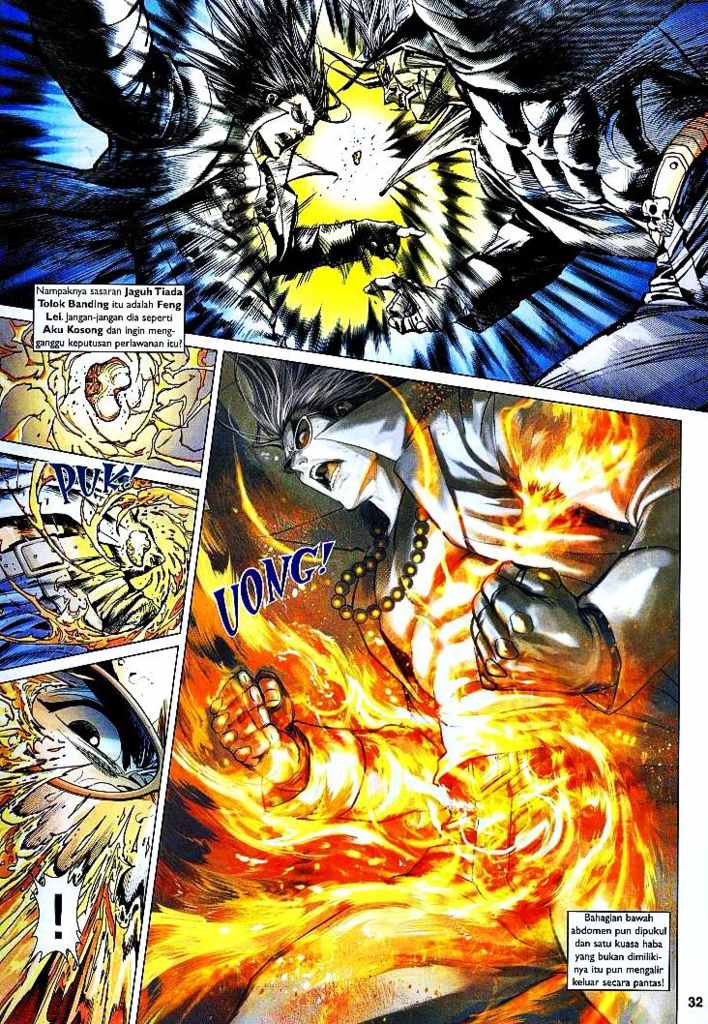 Nampaknya sasaran Jaguh Tiada
Tolok Banding itu adalah Feng
Lei. Jangan-jangan dia seperti
Aku Kosong dan ingin meng-
ganggu keputusan perlawanan itu?
PUK!
UONG!
!
Bahagian bawah
abdomen pun dipukul
dan satu kuasa haba
yang bukan dimiliki-
nya itu pun mengalir
keluar secara pantas!
32